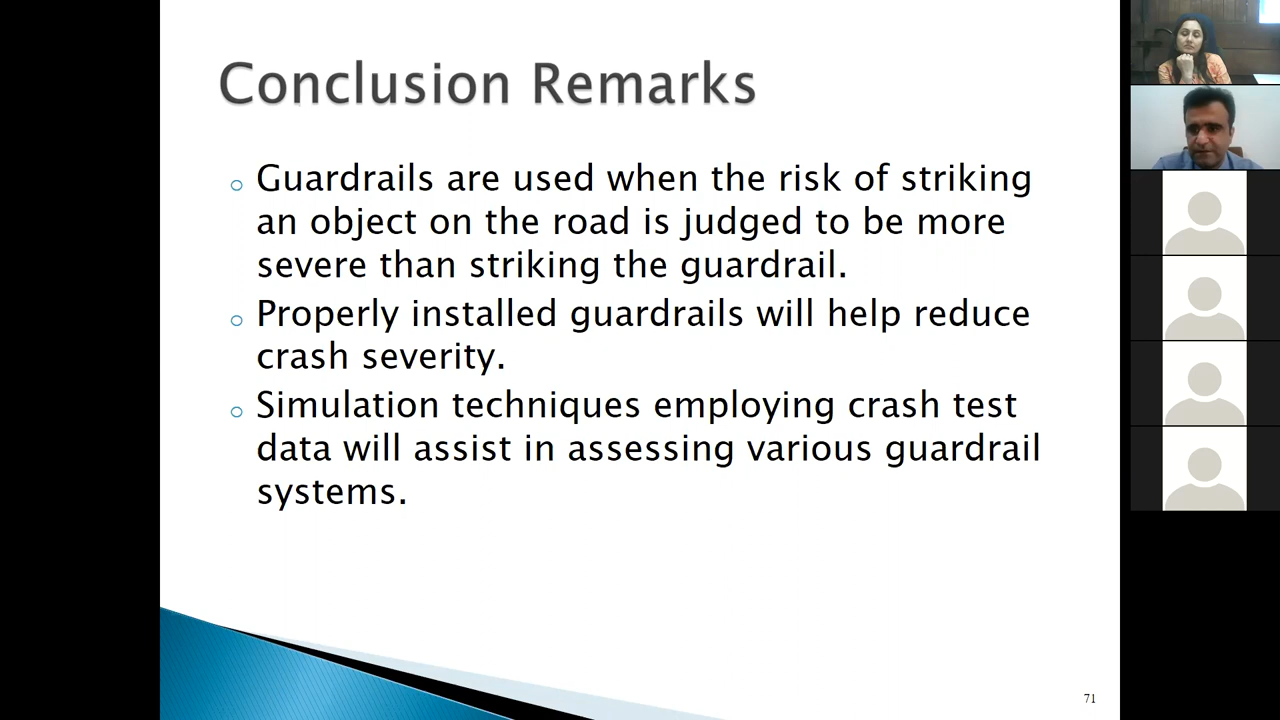 Conclusion Remarks
Guardrails are used when the risk of striking
an object on the road is judged to be more
severe than striking the guardrail.
Properly installed guardrails will help reduce
crash severity.
Simulation techniques employing crash test
data will assist in assessing various guardrail
systems.
71